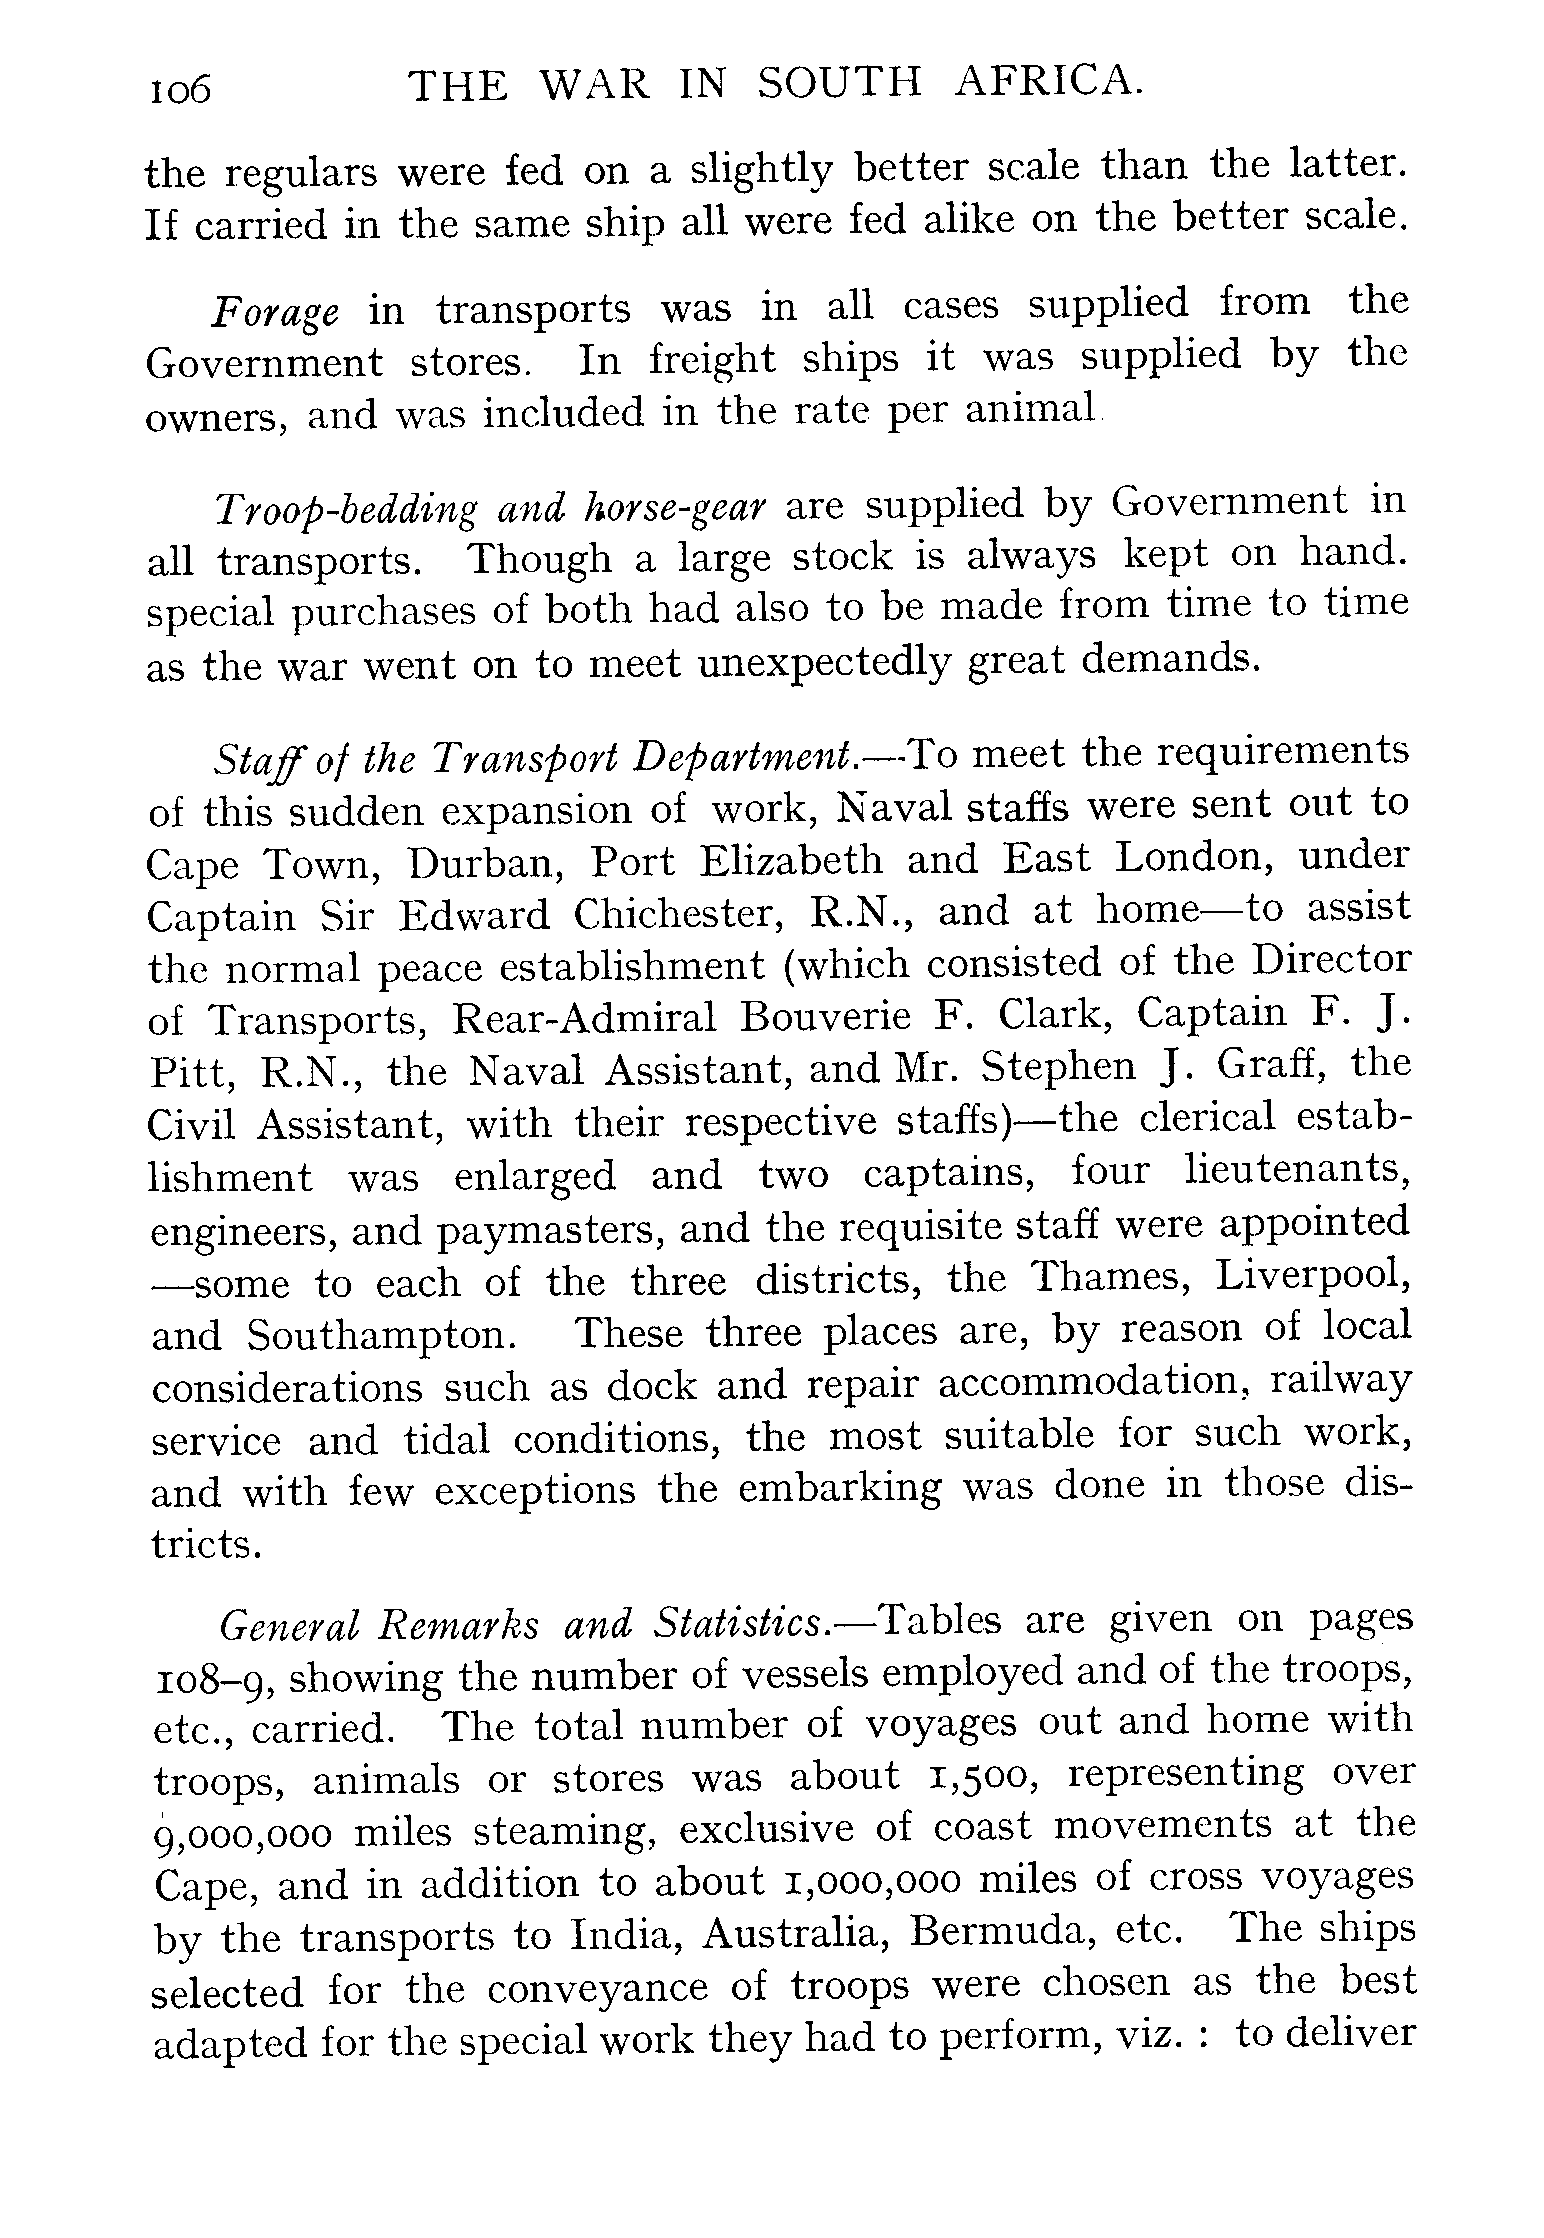 106 THE WAR IN SOUTH AFRICA.
the regulars were fed on a slightly better scale than the latter.
If carried in the same ship all were fed alike on the better scale.
Forage in transports was in all cases supplied from the
Government stores. In freight ships it was supplied by the
owners, and was included in the rate per animal.
Troop-bedding and horse-gear are supplied by Government in
all transports. Though a large stock is always kept on hand.
special purchases of both had also to be made from time to time
as the war went on to meet unexpectedly great demands.
Staff of the Transport Department.—To meet the requirements
of this sudden expansion of work, Naval staffs were sent out to
Cape Town, Durban, Port Elizabeth and East London, under
Captain Sir Edward Chichester, R.N., and at home—to assist
the normal peace establishment (which consisted of the Director
of Transports, Rear-Admiral Bouverie F. Clark, Captain F. J.
Pitt, R.N., the Naval Assistant, and Mr. Stephen J. Graff, the
Civil Assistant, with their respective staffs)—the clerical estab-
lishment was enlarged and two captains, four lieutenants,
engineers, and paymasters, and the requisite staff were appointed
—some to each of the three districts, the Thames, Liverpool,
and Southampton. These three places are, by reason of local
considerations such as dock and repair accommodation, railway
service and tidal conditions, the most suitable for such work,
and with few exceptions the embarking was done in those dis-
tricts.
General Remarks and Statistics.—Tables are given on pages
108–9, showing the number of vessels employed and of the troops,
etc., carried. The total number of voyages out and home with
troops, animals or stores was about 1,500, representing over
9,000,000 miles steaming, exclusive of coast movements at the
Cape, and in addition to about 1,000,000 miles of cross voyages
by the transports to India, Australia, Bermuda, etc. The ships
selected for the conveyance of troops were chosen as the best
adapted for the special work they had to perform, viz. : to deliver